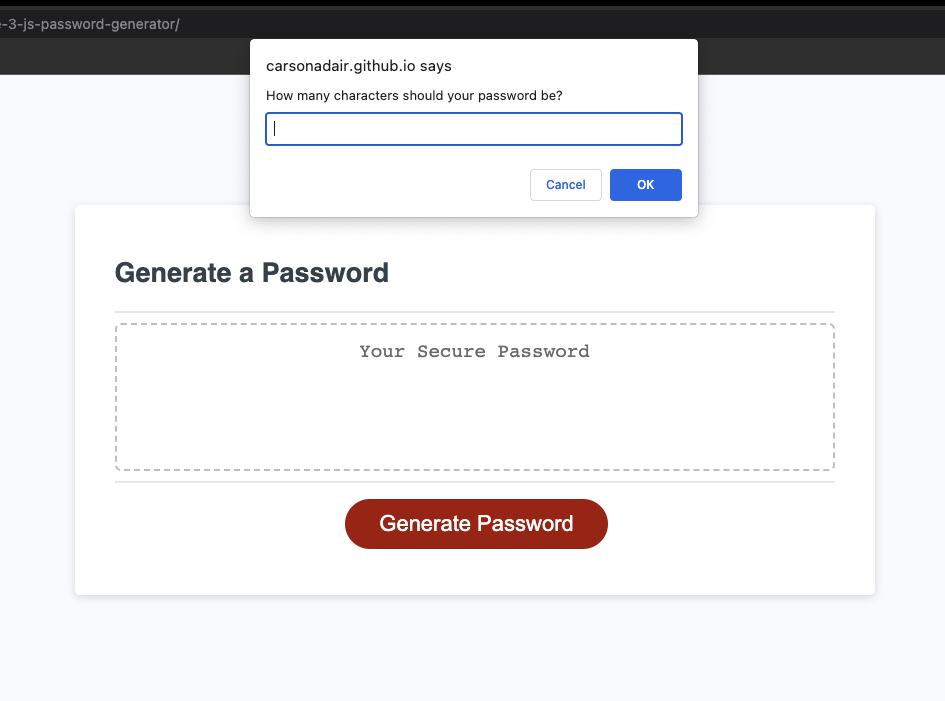 -3-js-password-generator/
carsonadair.github.io says
How many characters should your password be?
Cancel
OK
Generate a Password
Your Secure Password
Generate Password